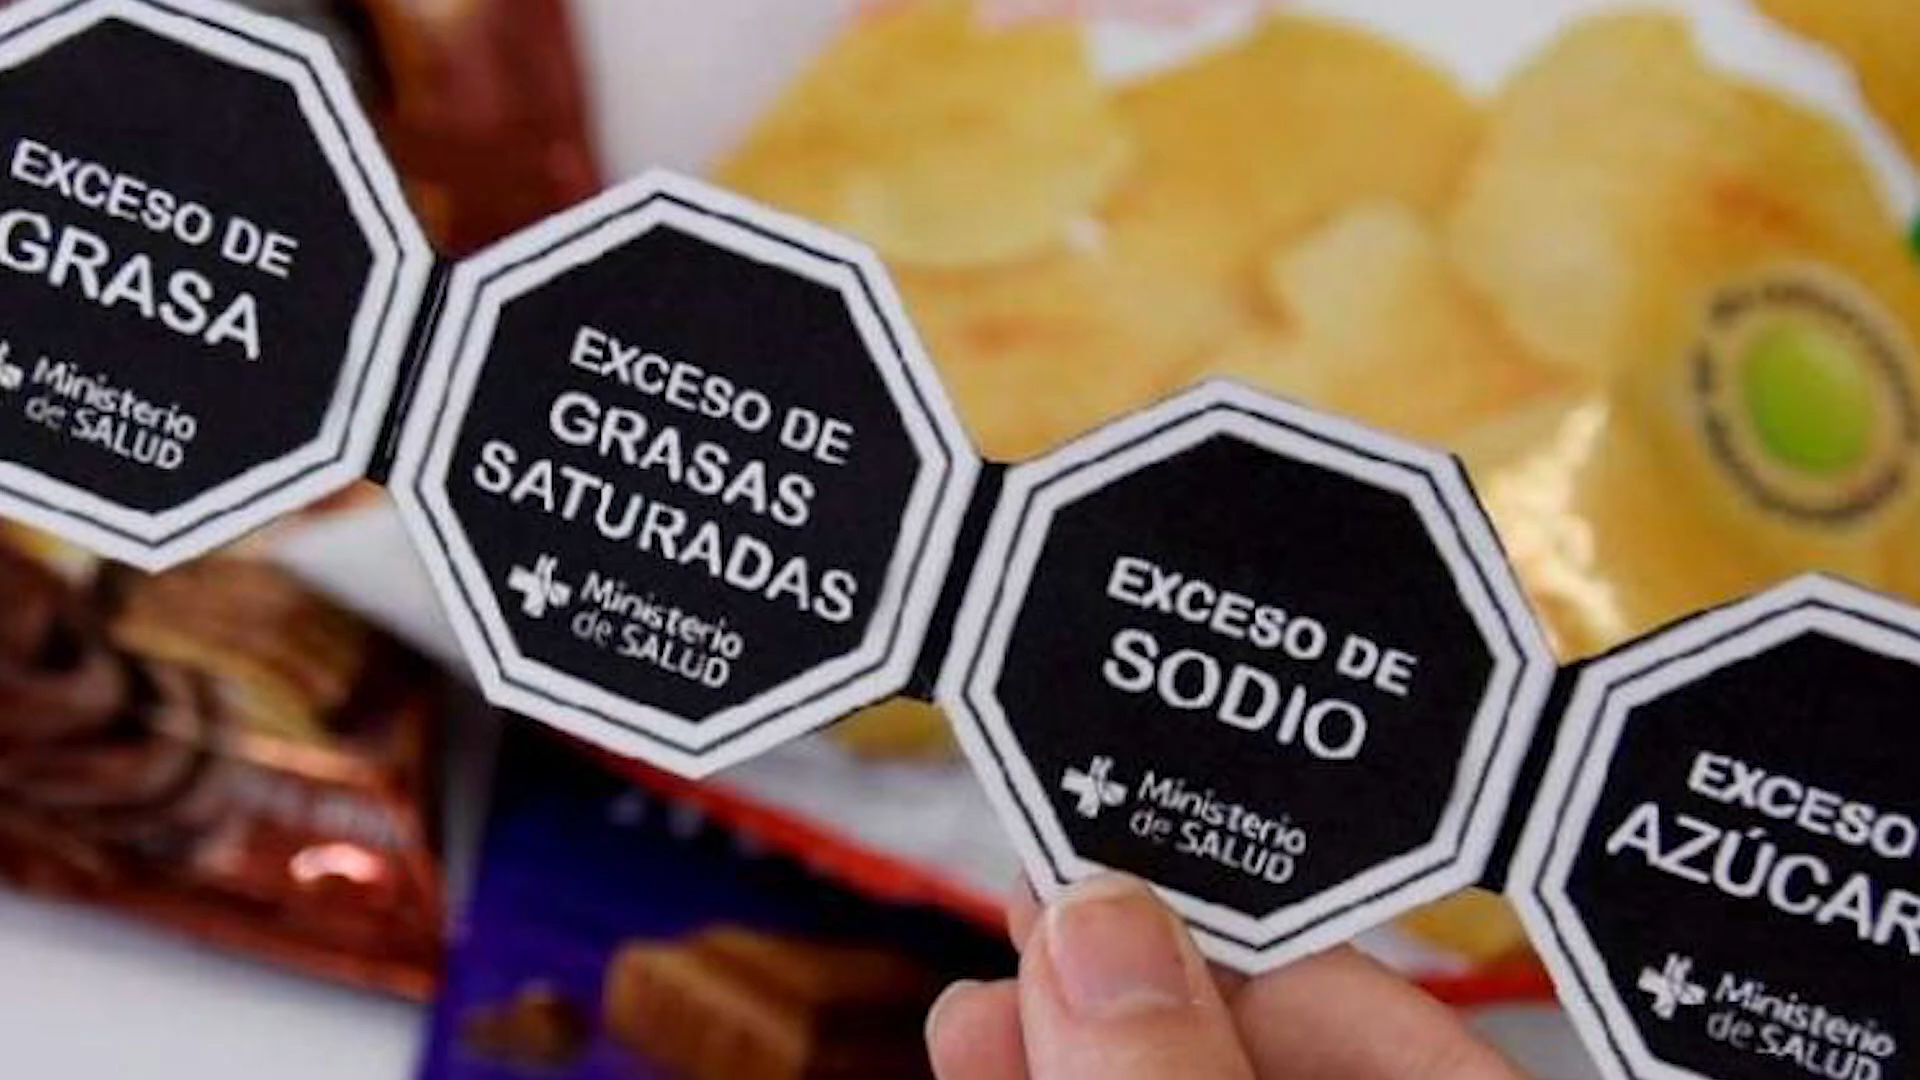 EXCESO DE
GRASA
Ministerio
de SALUD
EXCESO DE
GRASAS
SATURADAS
Ministerio
de SALUD
EXCESO DE
SODIO
Ministerio
de SALUD
EXCESO
AZÚCAR
Ministerio
de SALUD